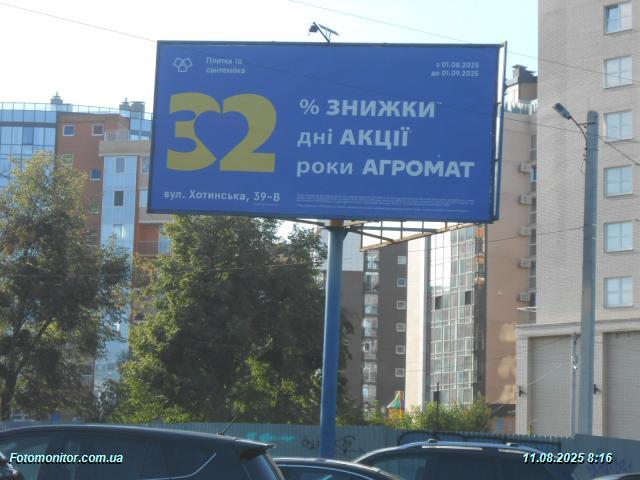 Плитка та
сантехніка
з 01.08.2025
до 01.09.2025
32
% ЗНИЖКИ
дні АКЦІЇ
роки АГРОМАТ
вул. Хотинська, 39-В
Fotomonitor.com.ua
11.08.2025 8:16